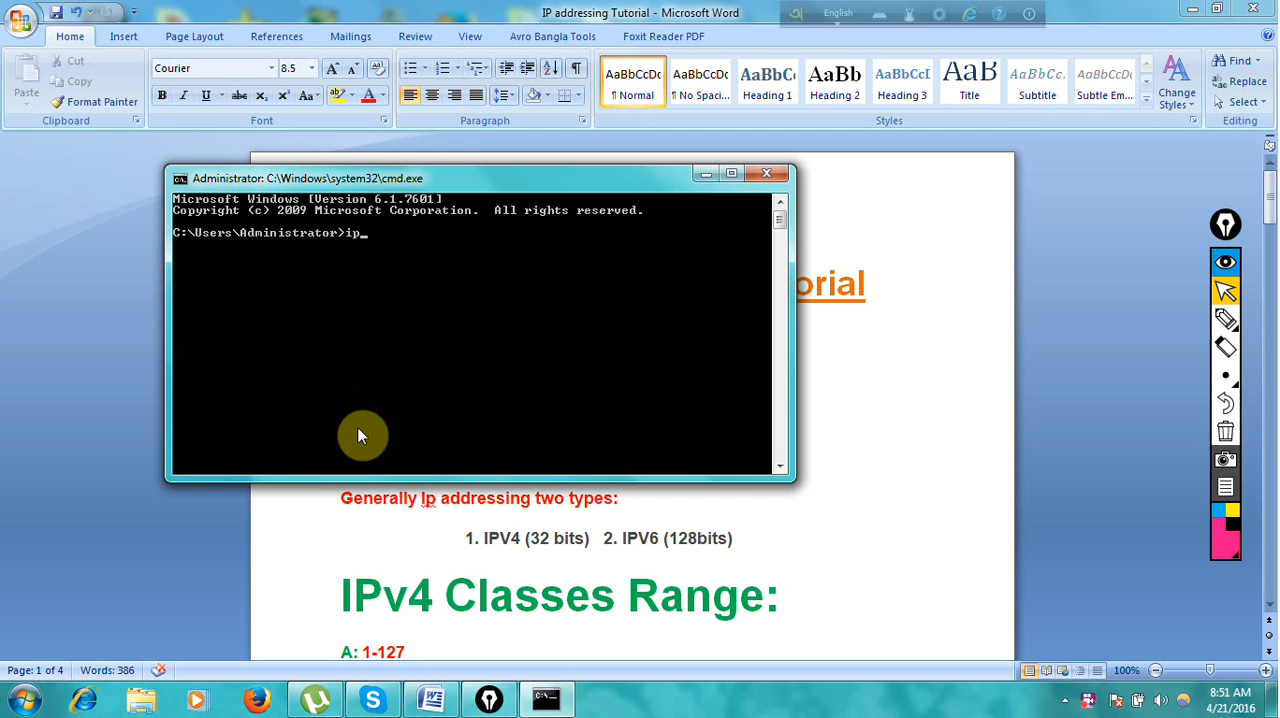 IP addressing Tutorial - Microsoft Word
English
Home Insert Page Layout References Mailings Review View Avro Bangla Tools Foxit Reader PDF
Paste
Cut
Copy
Format Painter
Clipboard
Courier 8.5
Font
Paragraph
AaBbCcDc AaBbCcDc AaBbCc AaBb AaBbCcI AaB AaBbCc. AaBbCcDc
¶ Normal ¶ No Spaci... Heading 1 Heading 2 Heading 3 Title Subtitle Subtle Em...
Styles
Change Styles
Find
Replace
Select
Editing
Administrator: C:\Windows\system32\cmd.exe
Microsoft Windows [Version 6.1.7601]
Copyright (c) 2009 Microsoft Corporation. All rights reserved.
C:\Users\Administrator>ip_
orial
Generally Ip addressing two types:
1. IPV4 (32 bits) 2. IPV6 (128bits)
IPv4 Classes Range:
A: 1-127
Page: 1 of 4 Words: 386 100%
8:51 AM
4/21/2016